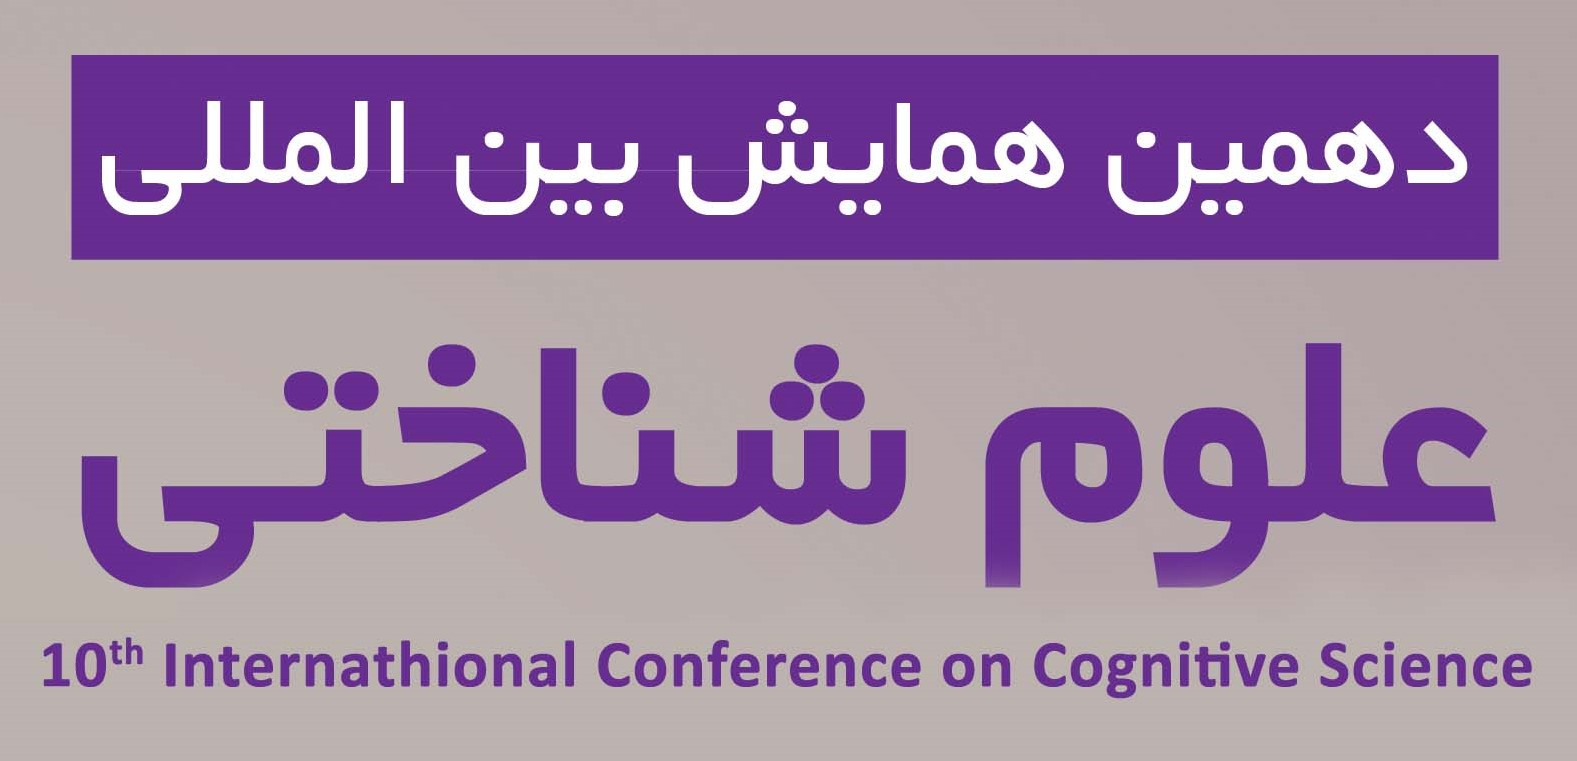 دهمین همایش بین المللی
علوم شناختی
10th Internathional Conference on Cognitive Science